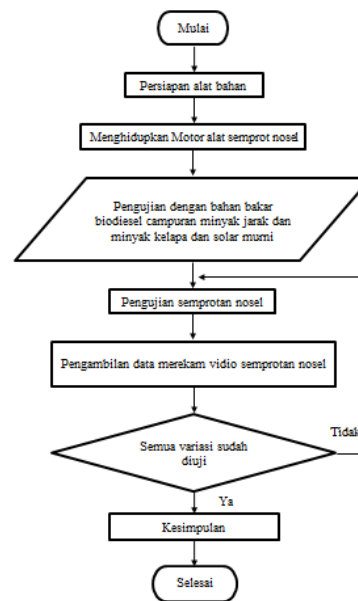 Mulai
Persiapan alat bahan
Menghidupkan Motor alat semprot nosel
Pengujian dengan bahan bakar
biodiesel campuran minyak jarak dan
minyak kelapa dan solar murni
Pengujian semprotan nosel
Pengambilan data merekam vidio semprotan nosel
Semua variasi sudah
diuji
Tidak
Ya
Kesimpulan
Selesai